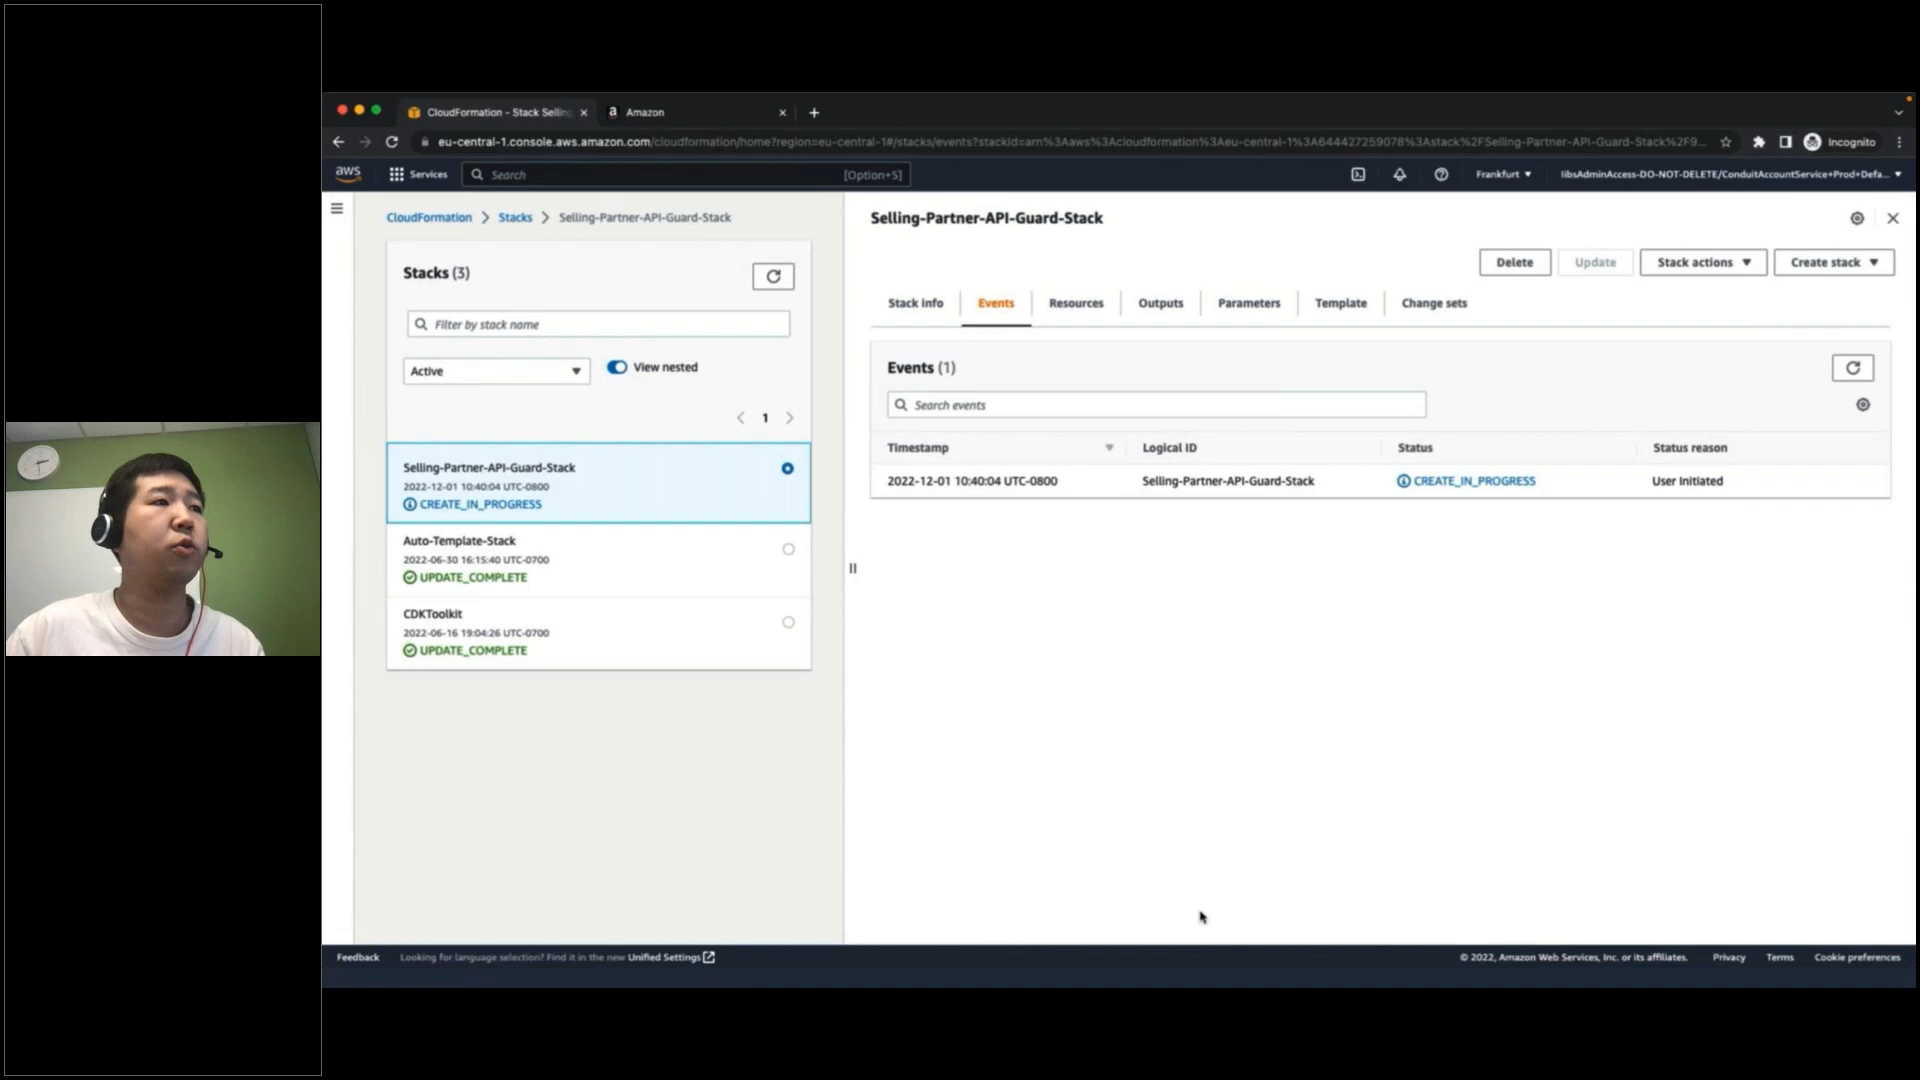 CloudFormation - Stack Selling
Amazon
eu-central-1.console.aws.amazon.com/cloudformation/home?region=eu-central-1#/stacks/events?stackId=arn%3Aaws%3Acloudformation%3Aeu-central-1%3A644427259078%3Astack%2FSelling-Partner-API-Guard-Stack%2F9...
Incognito
aws
Services
Search
[Option+S]
Frankfurt
IibsAdminAccess-DO-NOT-DELETE/ConduitAccountService+Prod+Defa...
CloudFormation > Stacks > Selling-Partner-API-Guard-Stack
Stacks (3)
Filter by stack name
Active
View nested
1
Selling-Partner-API-Guard-Stack
2022-12-01 10:40:04 UTC-0800
CREATE_IN_PROGRESS
Auto-Template-Stack
2022-06-30 16:15:40 UTC-0700
UPDATE_COMPLETE
CDKToolkit
2022-06-16 19:04:26 UTC-0700
UPDATE_COMPLETE
Selling-Partner-API-Guard-Stack
Delete
Update
Stack actions
Create stack
Stack info
Events
Resources
Outputs
Parameters
Template
Change sets
Events (1)
Search events
Timestamp
Logical ID
Status
Status reason
2022-12-01 10:40:04 UTC-0800
Selling-Partner-API-Guard-Stack
CREATE_IN_PROGRESS
User Initiated
Feedback
Looking for language selection? Find it in the new Unified Settings
© 2022, Amazon Web Services, Inc. or its affiliates.
Privacy
Terms
Cookie preferences